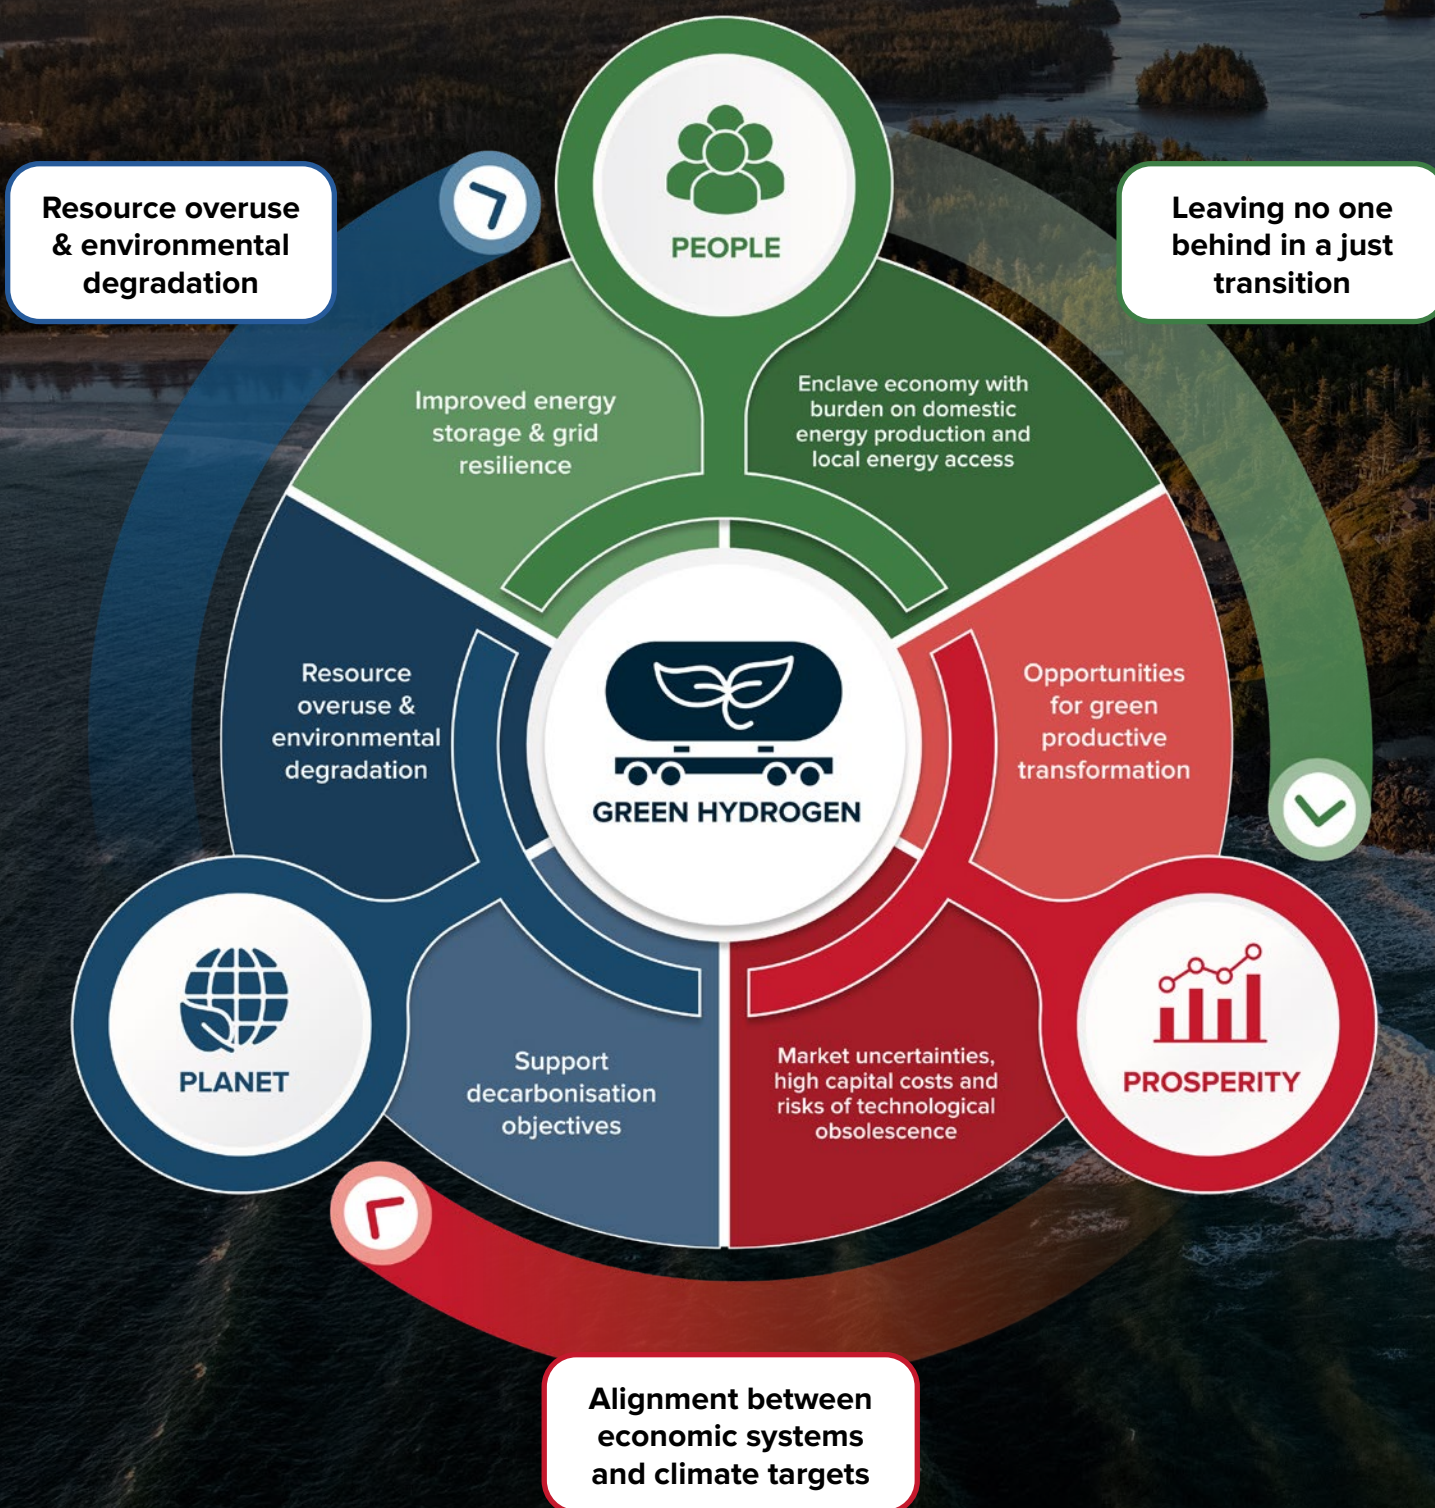 PEOPLE
Resource overuse
& environmental
degradation
Leaving no one
behind in a just
transition
Improved energy
storage & grid
resilience
Enclave economy with
burden on domestic
energy production and
local energy access
Resource
overuse &
environmental
degradation
Opportunities
for green
productive
transformation
GREEN HYDROGEN
PLANET
Support
decarbonisation
objectives
Market uncertainties,
high capital costs and
risks of technological
obsolescence
PROSPERITY
Alignment between
economic systems
and climate targets